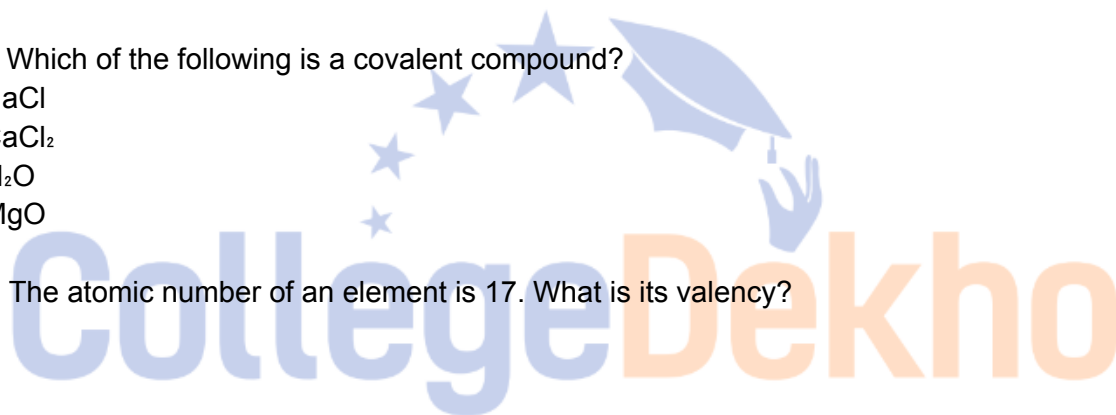 Which of the following is a covalent compound?
aCl
aCl₂
₂O
MgO
The atomic number of an element is 17. What is its valency?
CollegeDekho